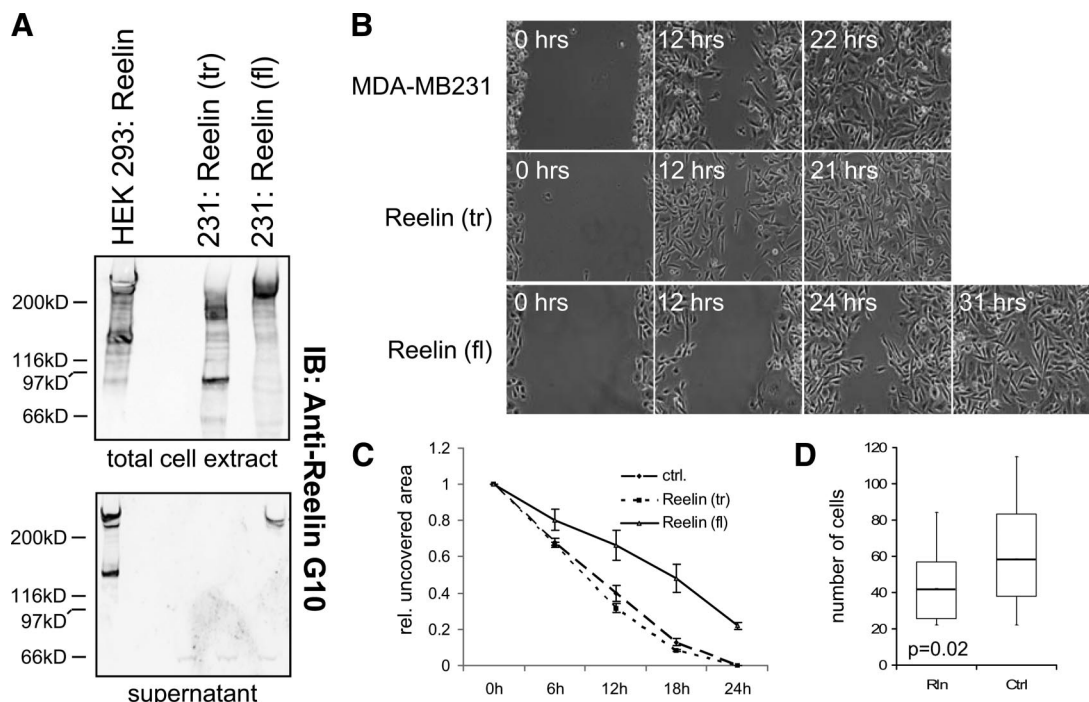 A
HEK 293: Reelin
231: Reelin (tr)
231: Reelin (fl)
200kD
116kD
97kD
66kD
total cell extract
200kD
116kD
97kD
66kD
supernatant
IB: Anti-Reelin G10
B
MDA-MB231
0 hrs
12 hrs
22 hrs
Reelin (tr)
0 hrs
12 hrs
21 hrs
Reelin (fl)
0 hrs
12 hrs
24 hrs
31 hrs
C
rel. uncovered area
1.2
1
0.8
0.6
0.4
0.2
0
0h 6h 12h 18h 24h
ctrl.
Reelin (tr)
Reelin (fl)
D
number of cells
120
100
80
60
40
20
0
p=0.02
Rln Ctrl